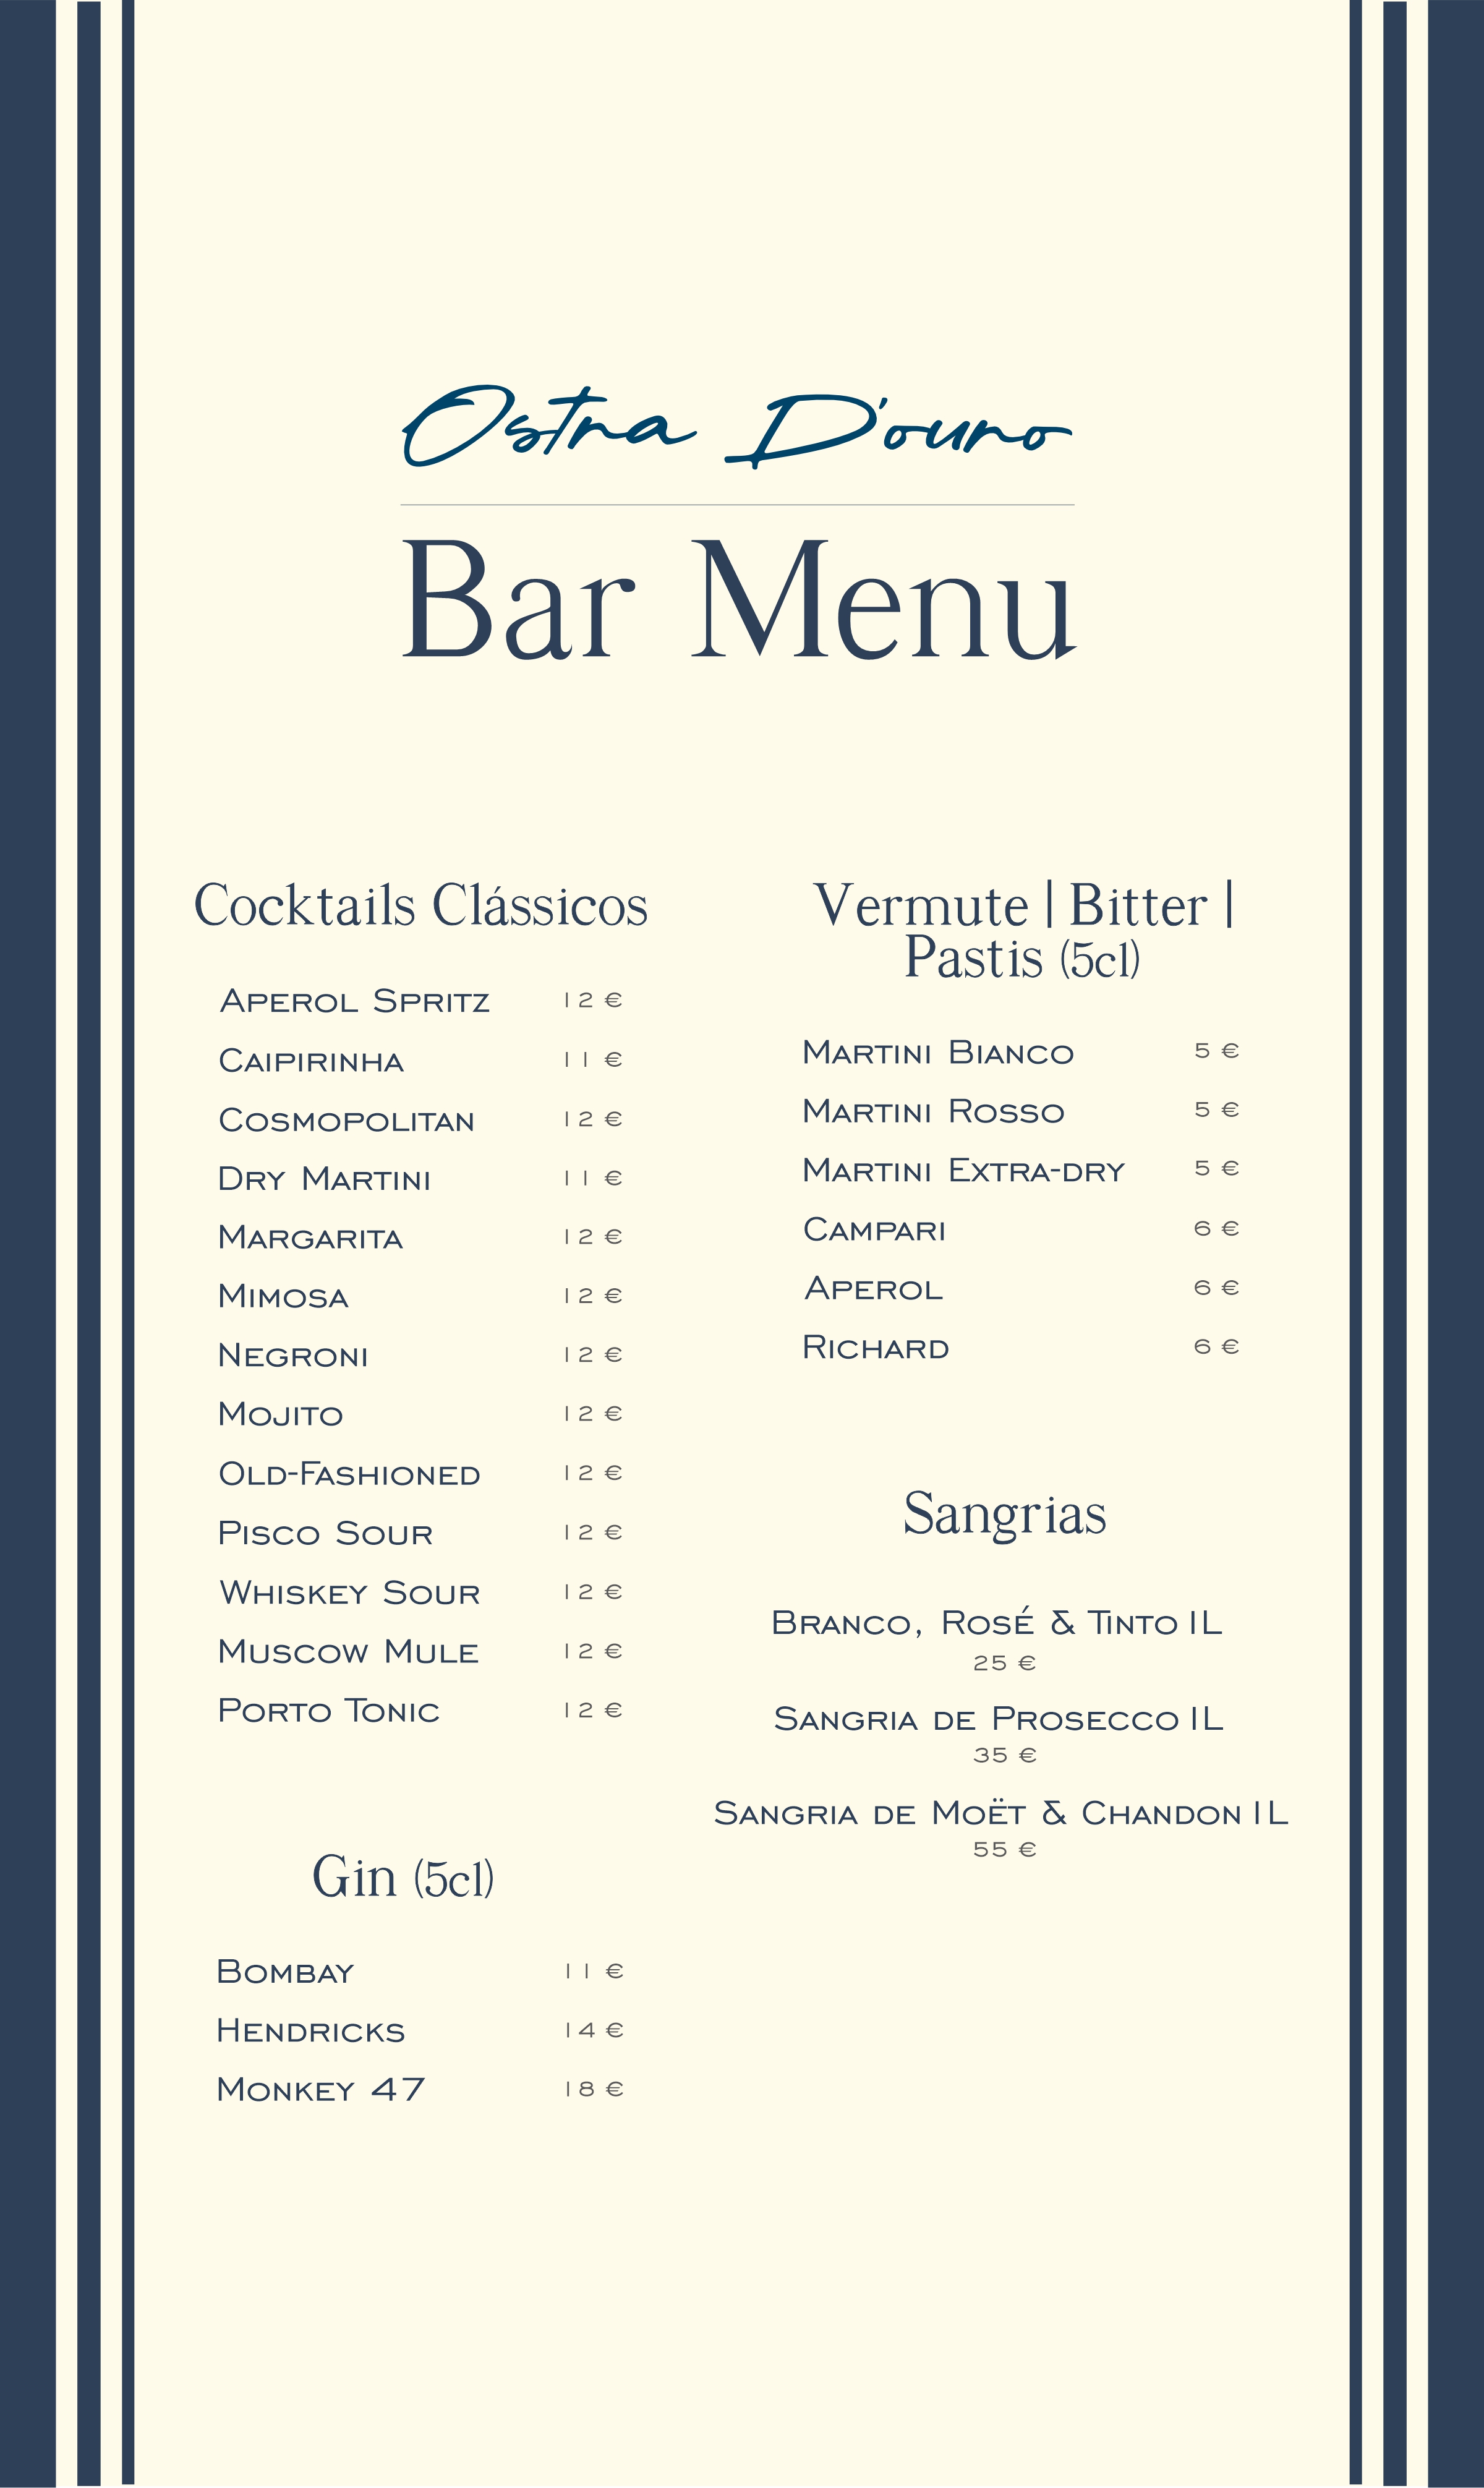 Ostra D'ouro
Bar Menu
Cocktails Clássicos
Aperol Spritz 12 €
Caipirinha 11 €
Cosmopolitan 12 €
Dry Martini 11 €
Margarita 12 €
Mimosa 12 €
Negroni 12 €
Mojito 12 €
Old-Fashioned 12 €
Pisco Sour 12 €
Whiskey Sour 12 €
Muscow Mule 12 €
Porto Tonic 12 €
Gin (5cl)
Bombay 11 €
Hendricks 14 €
Monkey 47 18 €
Vermute | Bitter |
Pastis (5cl)
Martini Bianco 5 €
Martini Rosso 5 €
Martini Extra-dry 5 €
Campari 6 €
Aperol 6 €
Richard 6 €
Sangrias
Branco, Rosé & Tinto 1L
25 €
Sangria de Prosecco 1L
35 €
Sangria de Moët & Chandon 1L
55 €